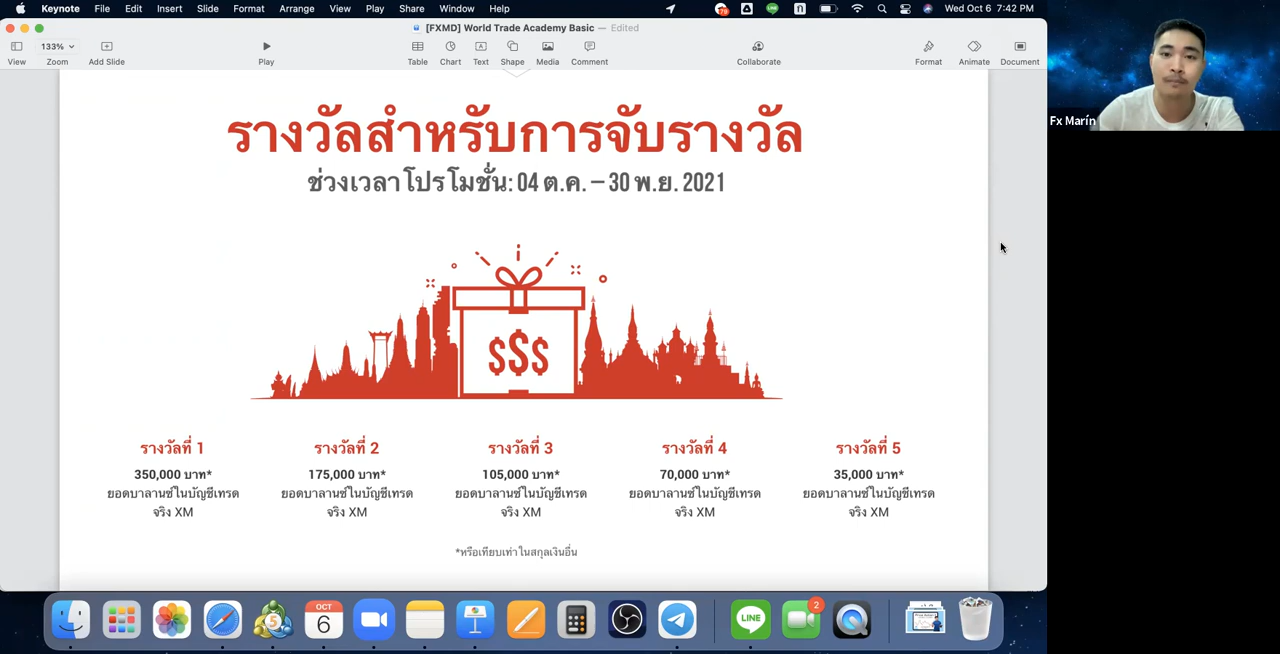 Keynote File Edit Insert Slide Format Arrange View Play Share Window Help
Wed Oct 6 7:42 PM
[FXMD] World Trade Academy Basic — Edited
133%
View Zoom Add Slide Play Table Chart Text Shape Media Comment Collaborate Format Animate Document
Fx Marín
รางวัลสำหรับการจับรางวัล
ช่วงเวลาโปรโมชั่น: 04 ต.ค. – 30 พ.ย. 2021
$$$
รางวัลที่ 1 รางวัลที่ 2 รางวัลที่ 3 รางวัลที่ 4 รางวัลที่ 5
350,000 บาท* 175,000 บาท* 105,000 บาท* 70,000 บาท* 35,000 บาท*
ยอดบาลานซ์ในบัญชีเทรด ยอดบาลานซ์ในบัญชีเทรด ยอดบาลานซ์ในบัญชีเทรด ยอดบาลานซ์ในบัญชีเทรด ยอดบาลานซ์ในบัญชีเทรด
จริง XM จริง XM จริง XM จริง XM จริง XM
*หรือเทียบเท่าในสกุลเงินอื่น
OCT
6
5
LINE
2